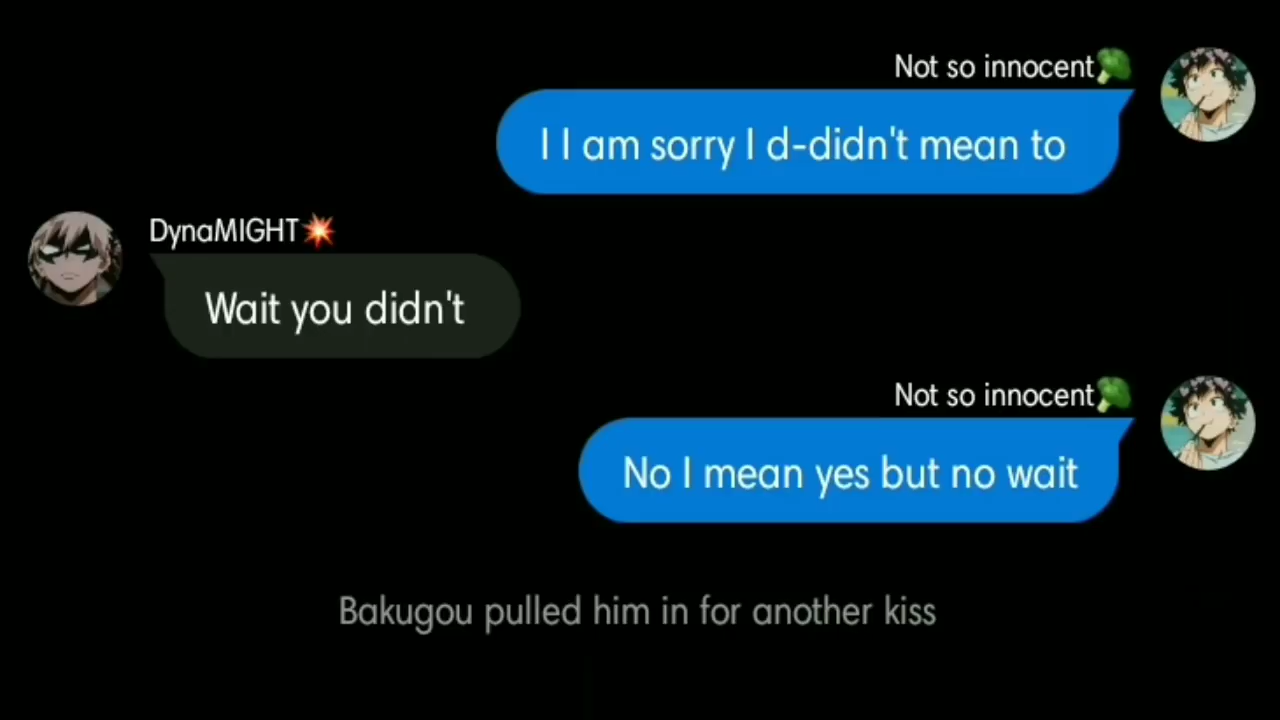 Not so innocent🥦
I I am sorry I d-didn't mean to
DynaMIGHT💥
Wait you didn't
Not so innocent🥦
No I mean yes but no wait
Bakugou pulled him in for another kiss